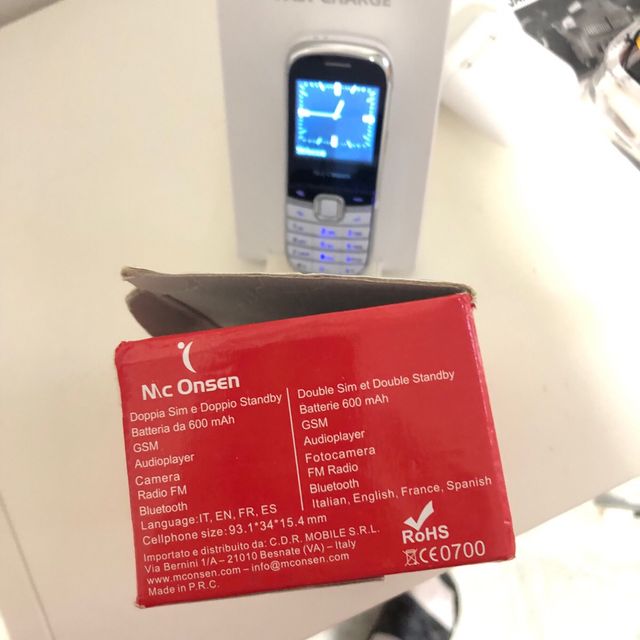 FAST CHARGE
Mc Onsen
Doppia Sim e Doppio Standby
Batteria da 600 mAh
GSM
Audioplayer
Camera
Radio FM
Bluetooth
Language: IT, EN, FR, ES
Cellphone size: 93.1*34*15.4 mm
Double Sim et Double Standby
Batterie 600 mAh
GSM
Audioplayer
Fotocamera
FM Radio
Bluetooth
Italian, English, France, Spanish
Importato e distribuito da: C.D.R. MOBILE S.R.L.
Via Bernini 1/A – 21010 Besnate (VA) – Italy
www.mconsen.com – info@mconsen.com
Made in P.R.C.
RoHS
CE0700